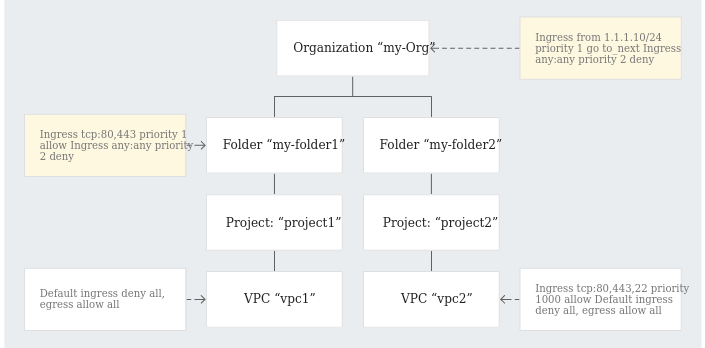 Organization “my-Org”
Ingress from 1.1.1.10/24
priority 1 go to_next Ingress
any:any priority 2 deny
Ingress tcp:80,443 priority 1
allow Ingress any:any priority
2 deny
Folder “my-folder1”
Folder “my-folder2”
Project: “project1”
Project: “project2”
Default ingress deny all,
egress allow all
VPC “vpc1”
VPC “vpc2”
Ingress tcp:80,443,22 priority
1000 allow Default ingress
deny all, egress allow all